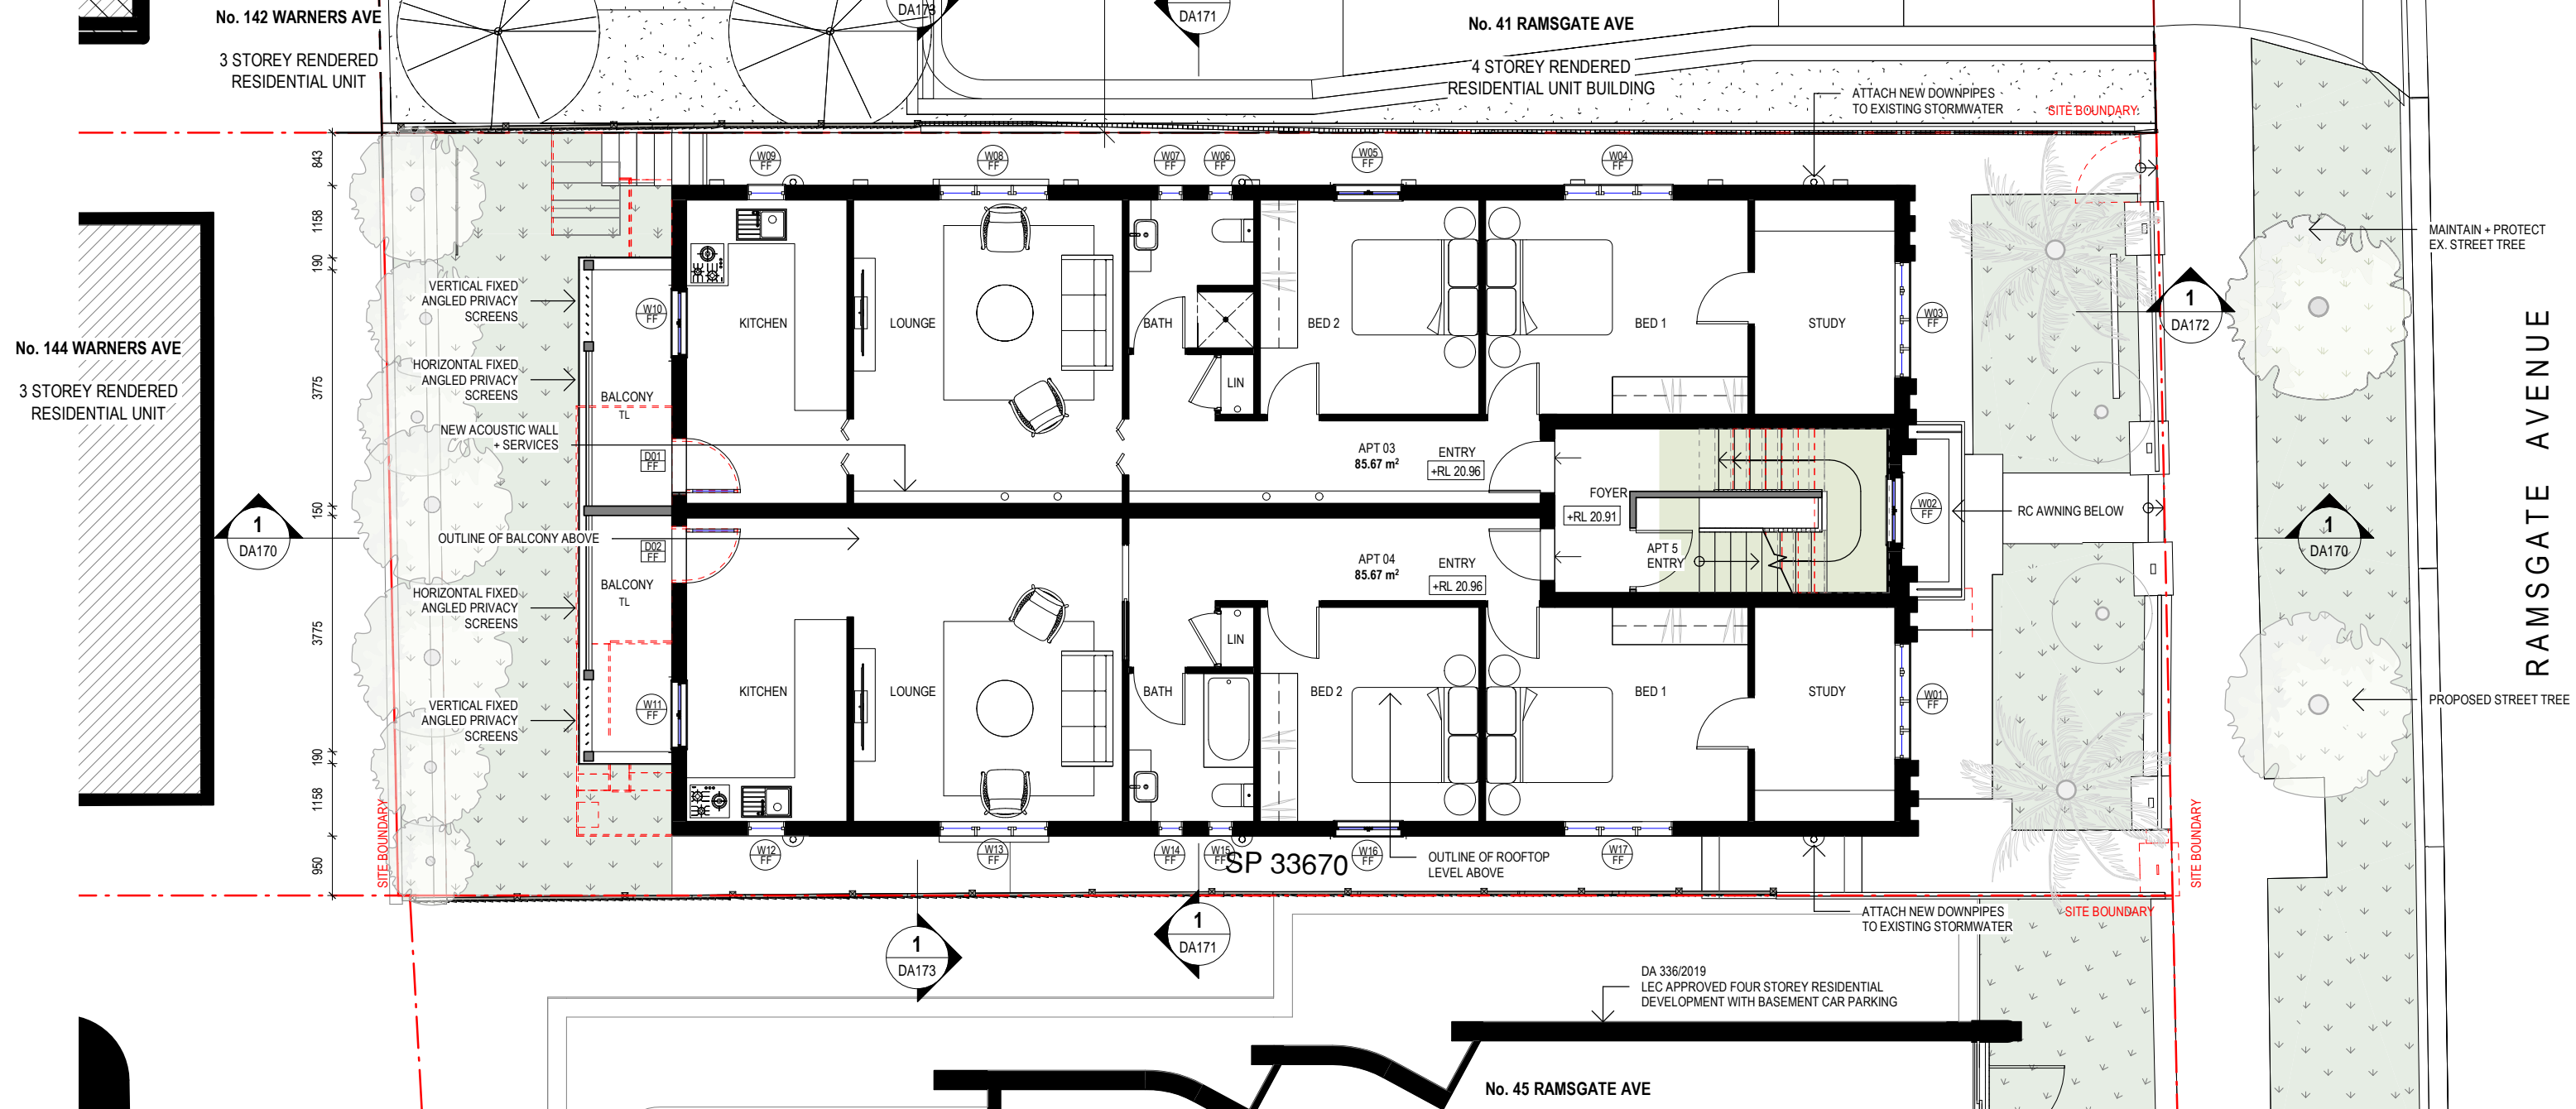 No. 142 WARNERS AVE
3 STOREY RENDERED
RESIDENTIAL UNIT
DA173
DA171
No. 41 RAMSGATE AVE
4 STOREY RENDERED
RESIDENTIAL UNIT BUILDING
ATTACH NEW DOWNPIPES
TO EXISTING STORMWATER
SITE BOUNDARY
843
1158
190
3775
150
3775
190
1158
950
W09
FF
W08
FF
W07
FF
W06
FF
W05
FF
W04
FF
No. 144 WARNERS AVE
3 STOREY RENDERED
RESIDENTIAL UNIT
VERTICAL FIXED
ANGLED PRIVACY
SCREENS
HORIZONTAL FIXED
ANGLED PRIVACY
SCREENS
NEW ACOUSTIC WALL
+ SERVICES
OUTLINE OF BALCONY ABOVE
HORIZONTAL FIXED
ANGLED PRIVACY
SCREENS
VERTICAL FIXED
ANGLED PRIVACY
SCREENS
1
DA170
SITE BOUNDARY
W10
FF
BALCONY
TL
D01
FF
D02
FF
BALCONY
TL
W11
FF
KITCHEN
LOUNGE
BATH
LIN
BED 2
BED 1
STUDY
W03
FF
APT 03
85.67 m²
ENTRY
+RL 20.96
FOYER
+RL 20.91
APT 5
ENTRY
W02
FF
RC AWNING BELOW
APT 04
85.67 m²
ENTRY
+RL 20.96
KITCHEN
LOUNGE
BATH
LIN
BED 2
BED 1
STUDY
W01
FF
1
DA172
1
DA170
MAINTAIN + PROTECT
EX. STREET TREE
PROPOSED STREET TREE
RAMSGATE AVENUE
SITE BOUNDARY
W12
FF
W13
FF
W14
FF
W15
FF
SP 33670
W16
FF
W17
FF
OUTLINE OF ROOFTOP
LEVEL ABOVE
ATTACH NEW DOWNPIPES
TO EXISTING STORMWATER
SITE BOUNDARY
1
DA173
1
DA171
DA 336/2019
LEC APPROVED FOUR STOREY RESIDENTIAL
DEVELOPMENT WITH BASEMENT CAR PARKING
No. 45 RAMSGATE AVE